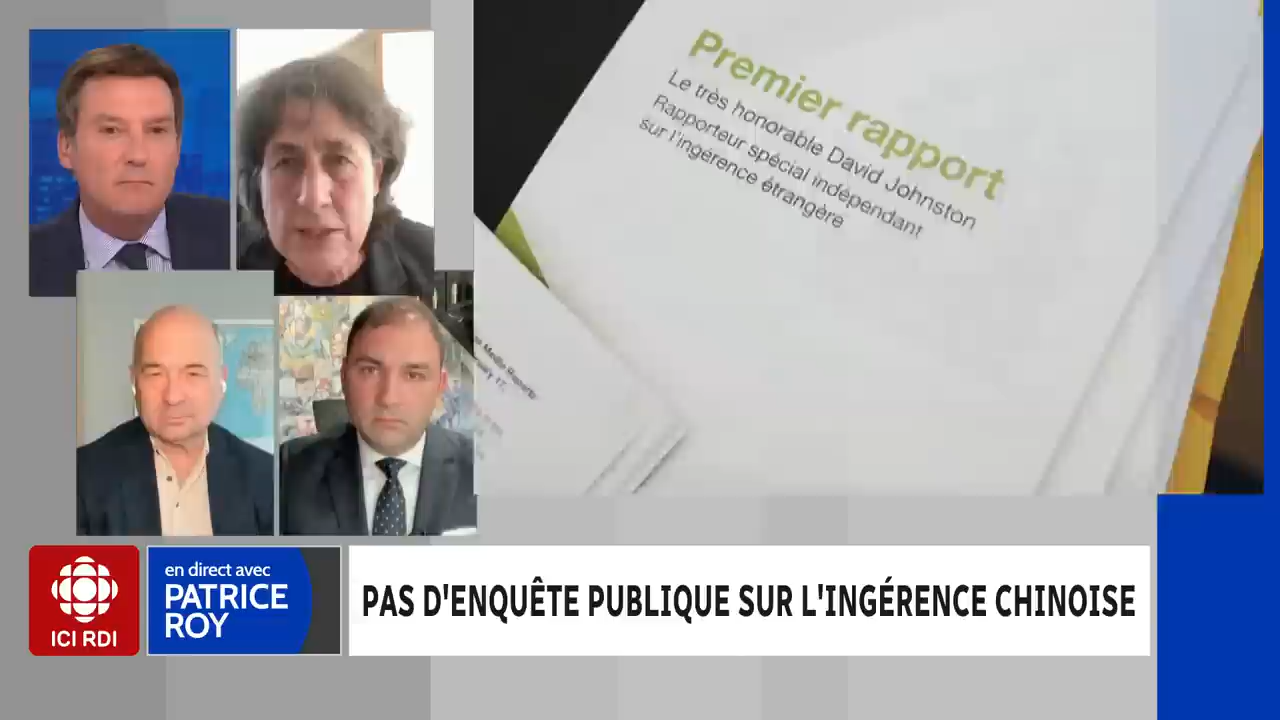 Premier rapport
Le très honorable David Johnston
Rapporteur spécial indépendant
sur l'ingérence étrangère
ICI RDI
en direct avec
PATRICE
ROY
PAS D'ENQUÊTE PUBLIQUE SUR L'INGÉRENCE CHINOISE